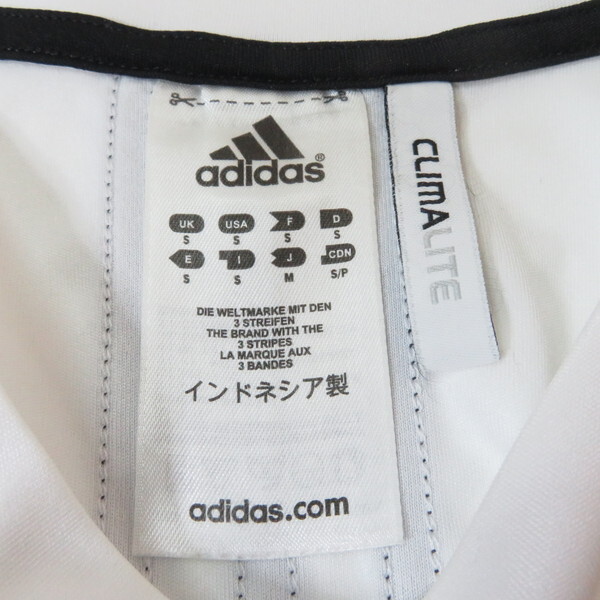 adidas®
UK USA F D
S S S S
E I J CDN
S S M S/P
DIE WELTMARKE MIT DEN
3 STREIFEN
THE BRAND WITH THE
3 STRIPES
LA MARQUE AUX
3 BANDES
インドネシア製
adidas.com
CLIMALITE